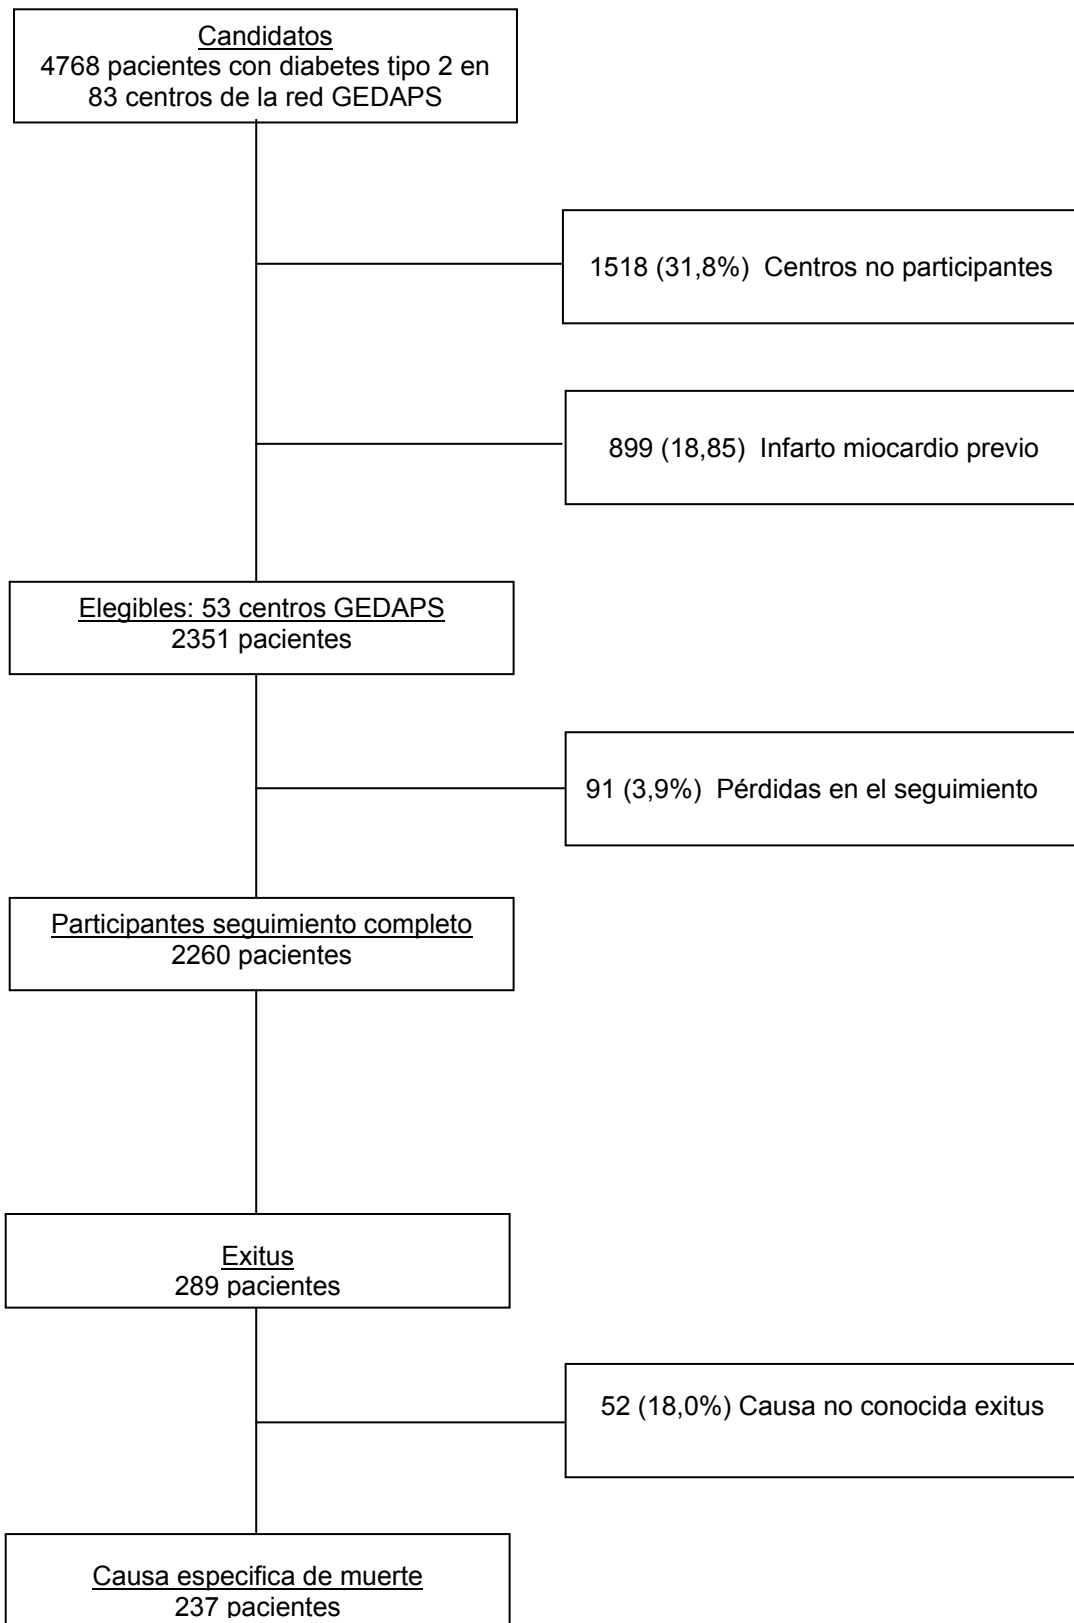 Candidatos
4768 pacientes con diabetes tipo 2 en
83 centros de la red GEDAPS
1518 (31,8%)  Centros no participantes
899 (18,85)  Infarto miocardio previo
Elegibles: 53 centros GEDAPS
2351 pacientes
91 (3,9%)  Pérdidas en el seguimiento
Participantes seguimiento completo
2260 pacientes
Exitus
289 pacientes
52 (18,0%) Causa no conocida exitus
Causa especifica de muerte
237 pacientes